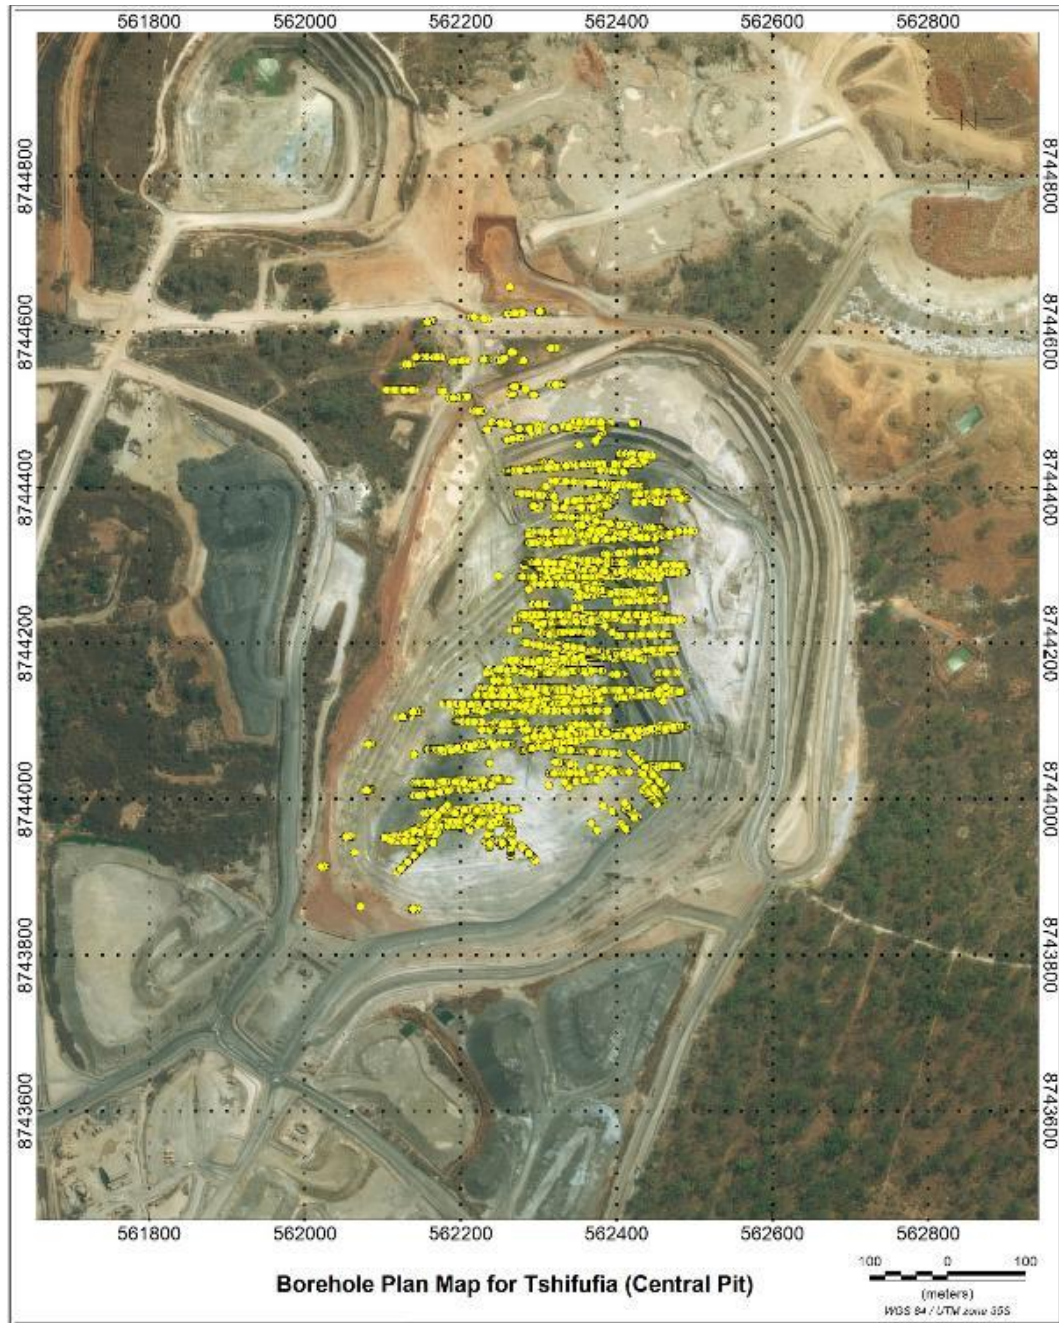 561800 562000 562200 562400 562600 562800
N
8744800 8744800
8744600 8744600
8744400 8744400
8744200 8744200
8744000 8744000
8743800 8743800
8743600 8743600
561800 562000 562200 562400 562600 562800
Borehole Plan Map for Tshifufia (Central Pit)
100 0 100
(meters)
WGS 84 / UTM zone 35S